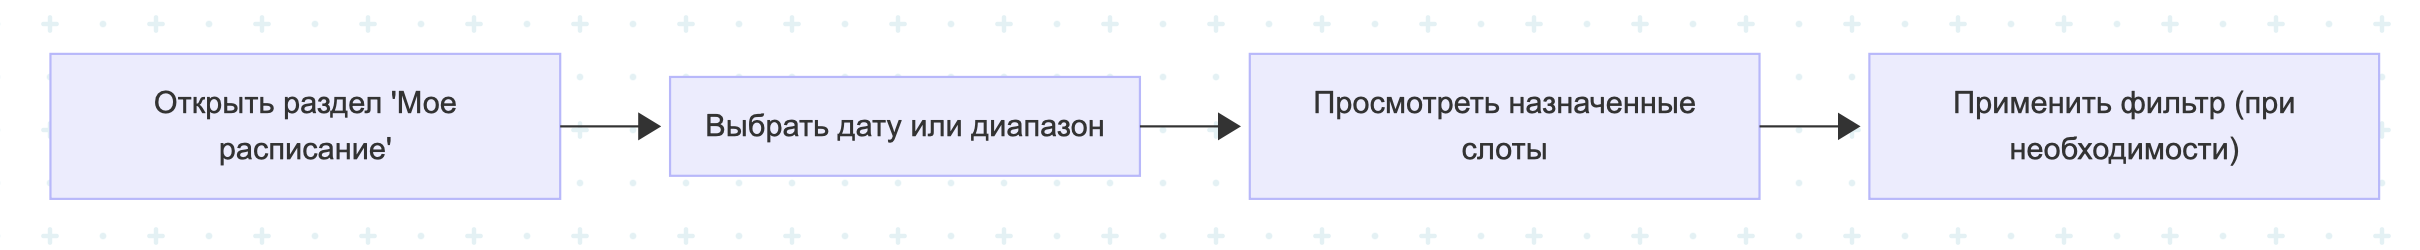 Открыть раздел 'Мое
расписание'
Выбрать дату или диапазон
Просмотреть назначенные
слоты
Применить фильтр (при
необходимости)